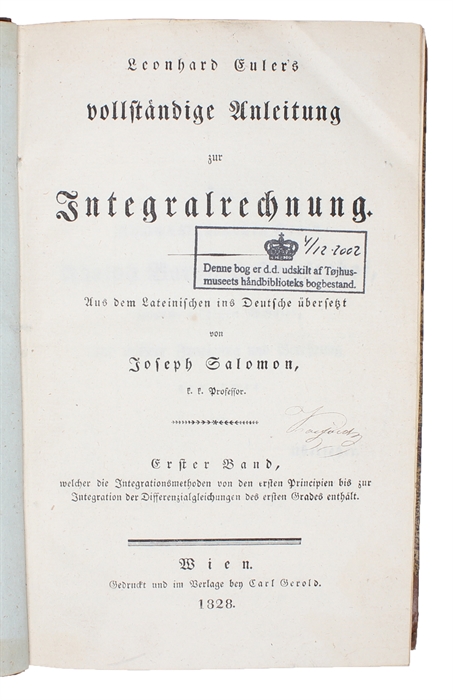 Leonhard Euler's
vollständige Anleitung
zur
Integralrechnung.
4/12-2002
Denne bog er d.d. udskilt af Tøjhus-
museets håndbiblioteks bogbestand.
Aus dem Lateinischen ins Deutsche übersetzt
von
Joseph Salomon,
k. k. Professor.
Erster Band,
welcher die Integrationsmethoden von den ersten Principien bis zur
Integration der Differenzialgleichungen des ersten Grades enthält.
Wien.
Gedruckt und im Verlage bey Carl Gerold.
1828.